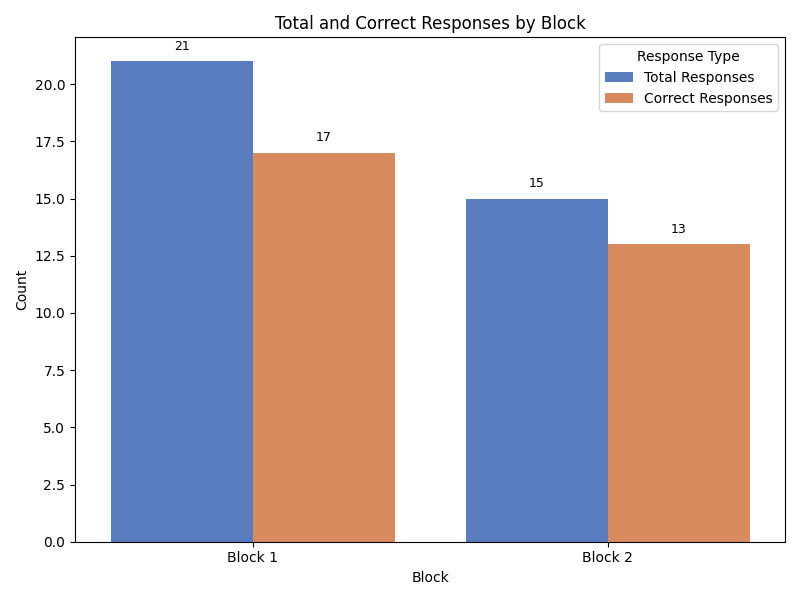 Total and Correct Responses by Block
Response Type
Total Responses
Correct Responses
21
17
15
13
20.0
17.5
15.0
12.5
10.0
7.5
5.0
2.5
0.0
Count
Block 1
Block 2
Block